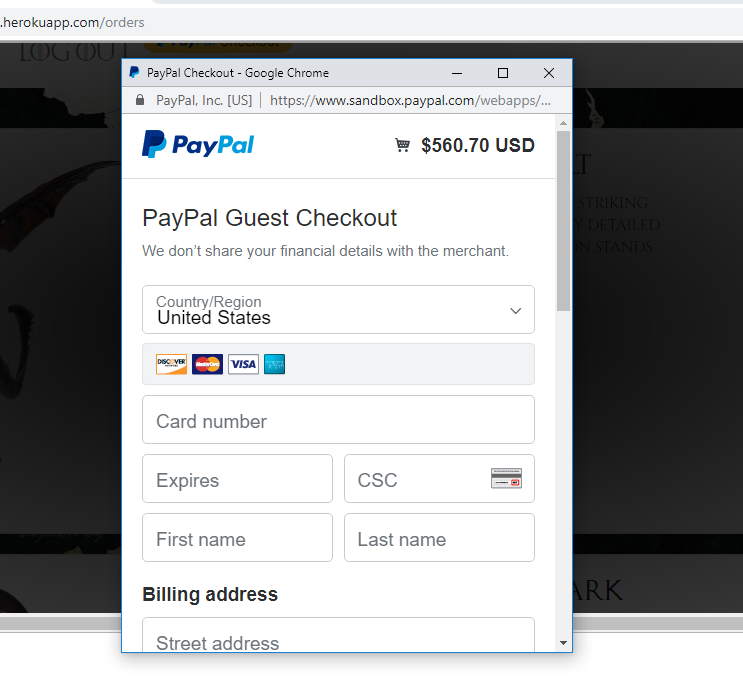 .herokuapp.com/orders
LOG OUT
PayPal Checkout
PayPal Checkout - Google Chrome
PayPal, Inc. [US] | https://www.sandbox.paypal.com/webapps/...
PayPal
$560.70 USD
PayPal Guest Checkout
We don't share your financial details with the merchant.
Country/Region
United States
DISCOVER
MasterCard
VISA
Card number
Expires
CSC
First name
Last name
Billing address
Street address
LT
STRIKING
Y DETAILED
ON STANDS
ARK